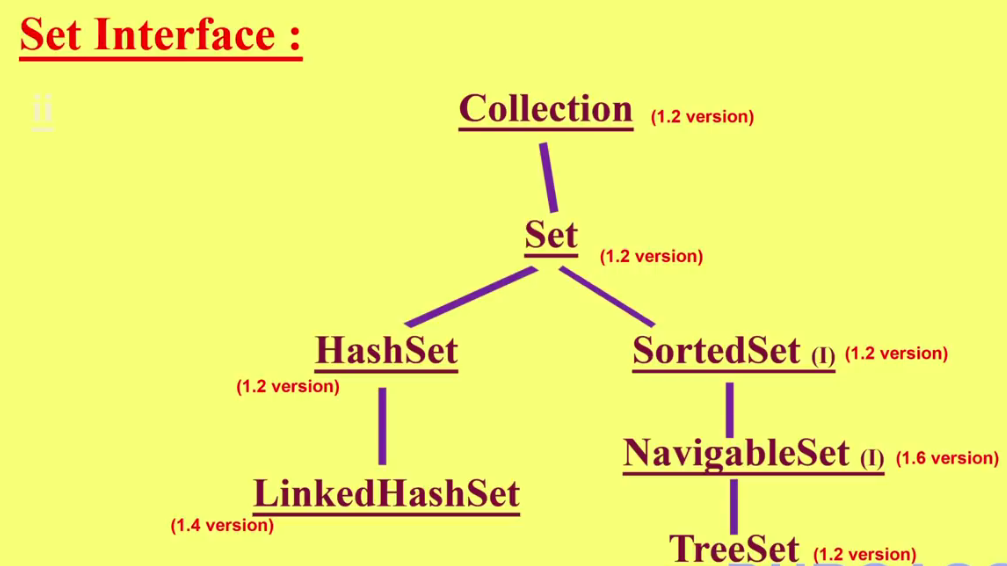 Set Interface :
Collection (1.2 version)
Set (1.2 version)
HashSet
(1.2 version)
SortedSet (I) (1.2 version)
NavigableSet (I) (1.6 version)
LinkedHashSet
(1.4 version)
TreeSet (1.2 version)